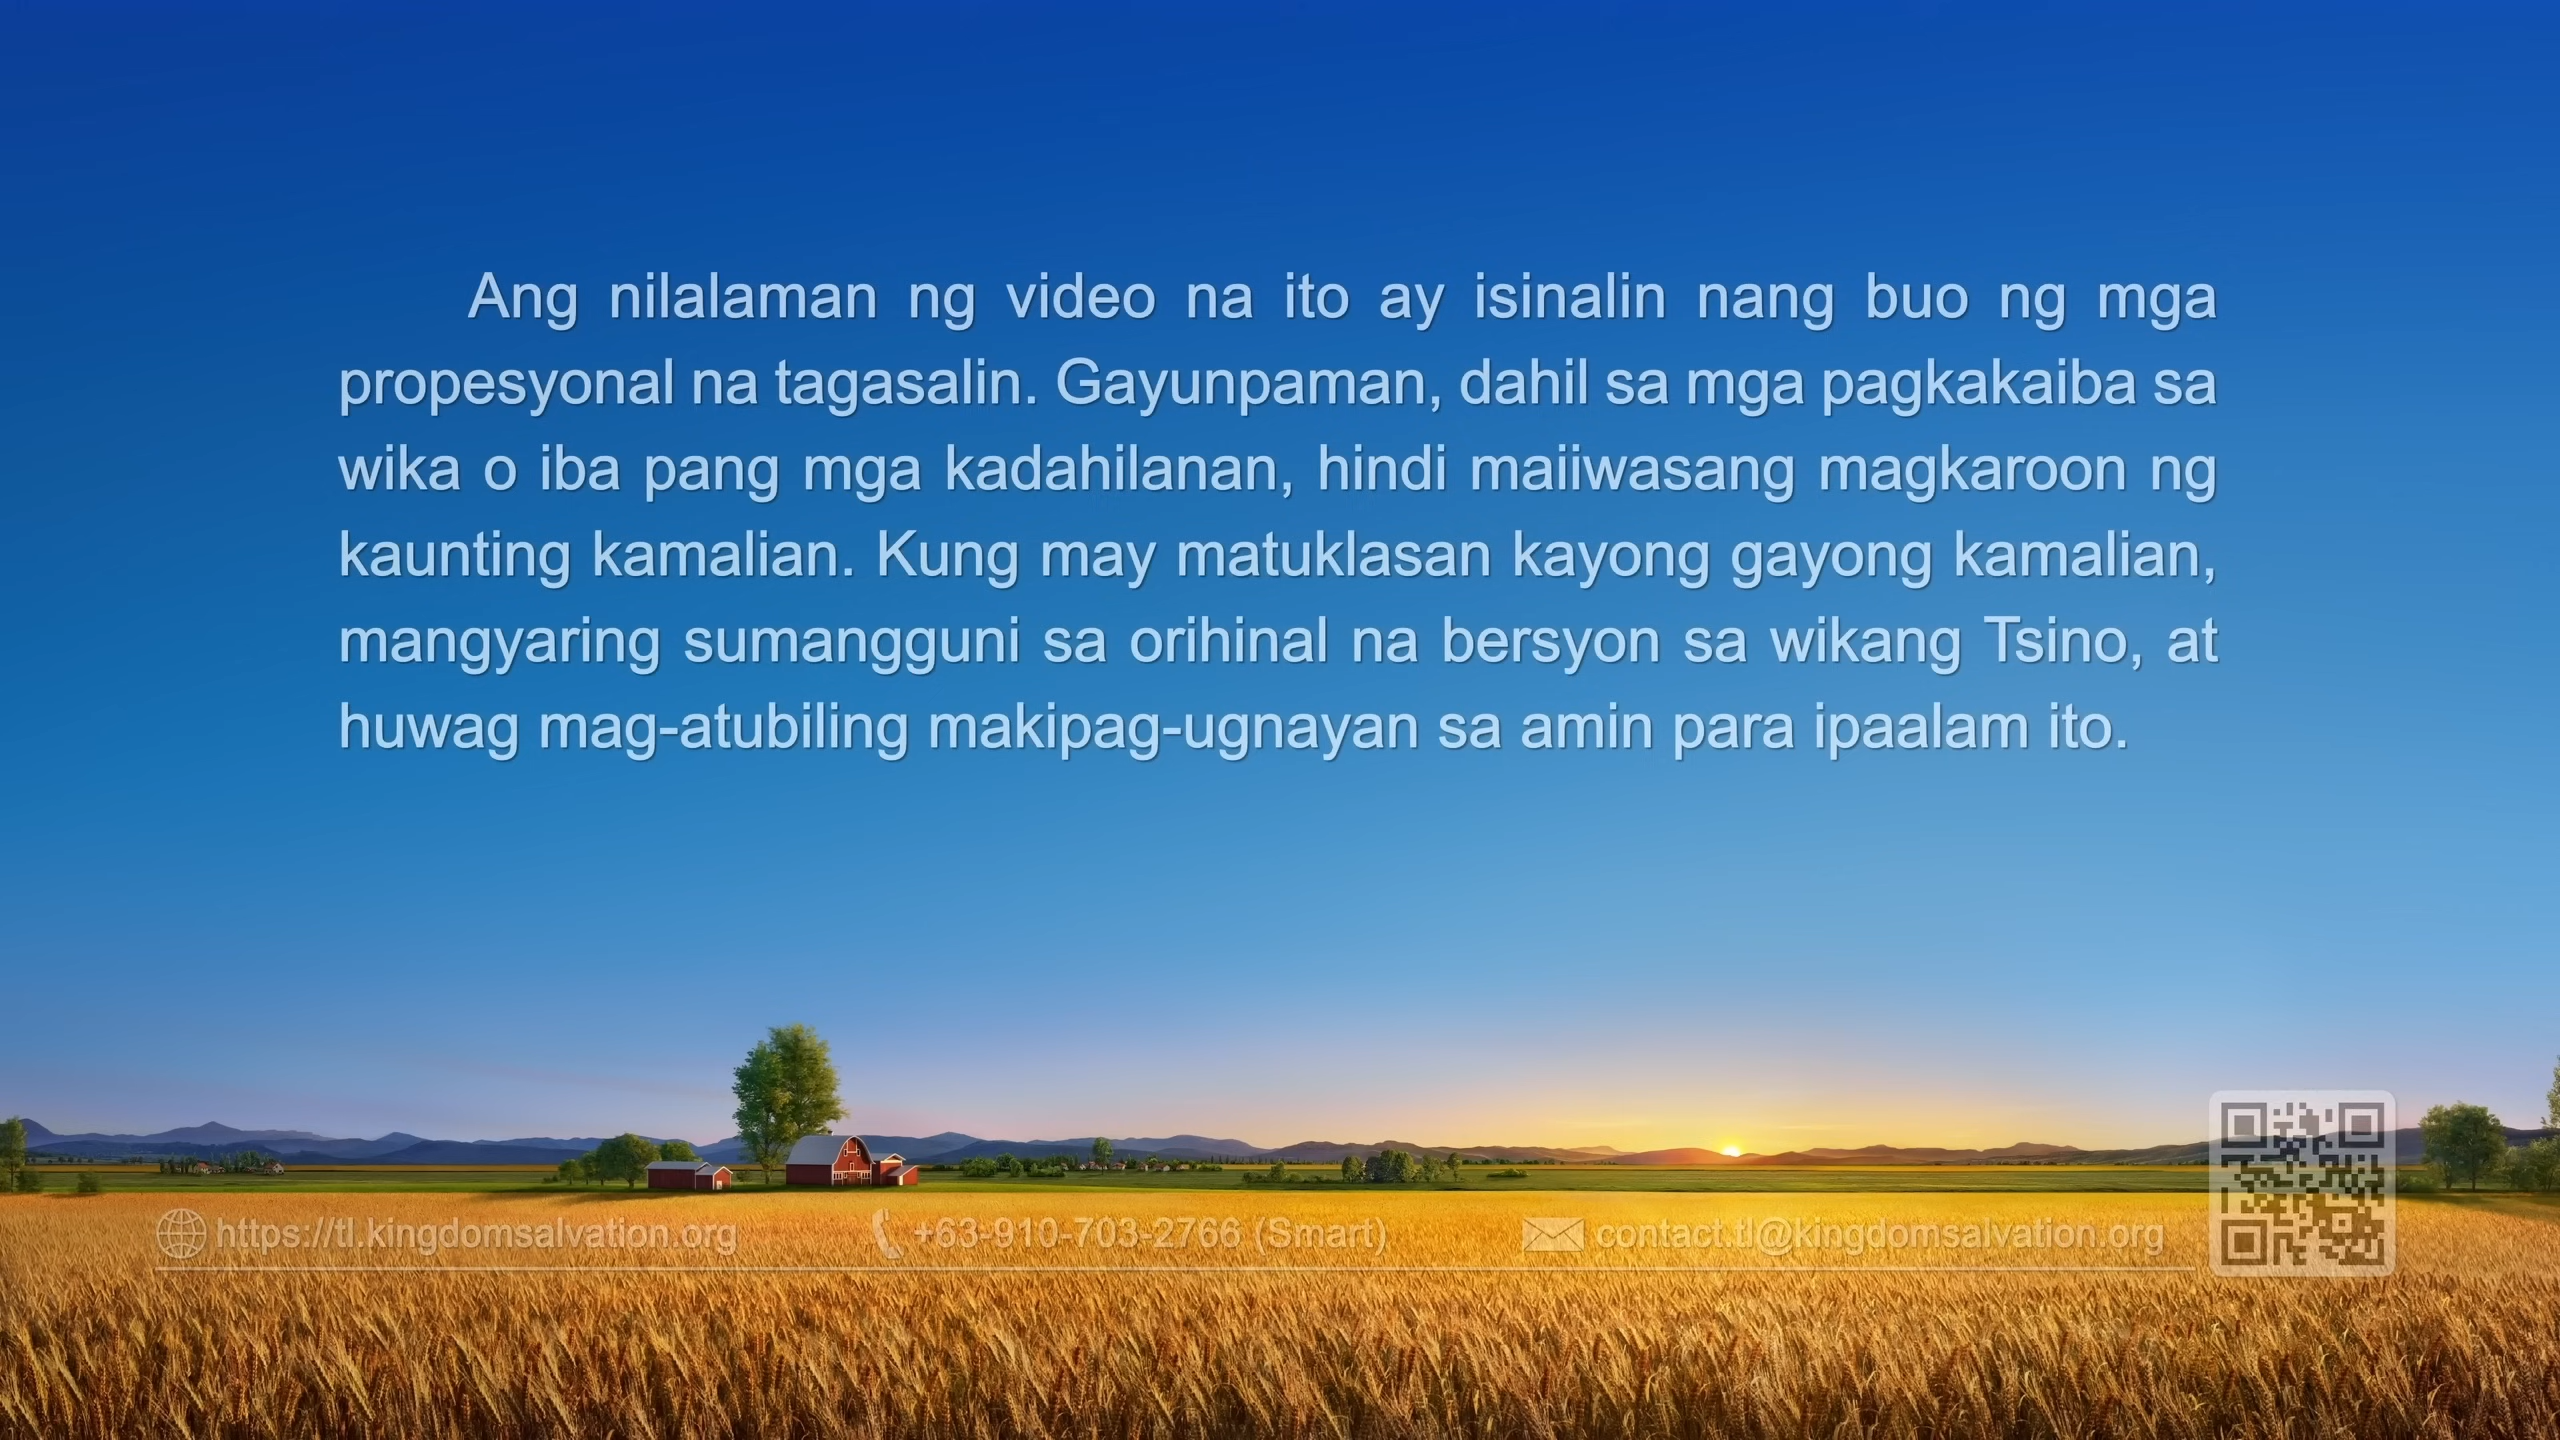 Ang nilalaman ng video na ito ay isinalin nang buo ng mga
propesyonal na tagasalin. Gayunpaman, dahil sa mga pagkakaiba sa
wika o iba pang mga kadahilanan, hindi maiiwasang magkaroon ng
kaunting kamalian. Kung may matuklasan kayong gayong kamalian,
mangyaring sumangguni sa orihinal na bersyon sa wikang Tsino, at
huwag mag-atubiling makipag-ugnayan sa amin para ipaalam ito.
https://tl.kingdomsalvation.org +63-910-703-2766 (Smart) contact.tl@kingdomsalvation.org